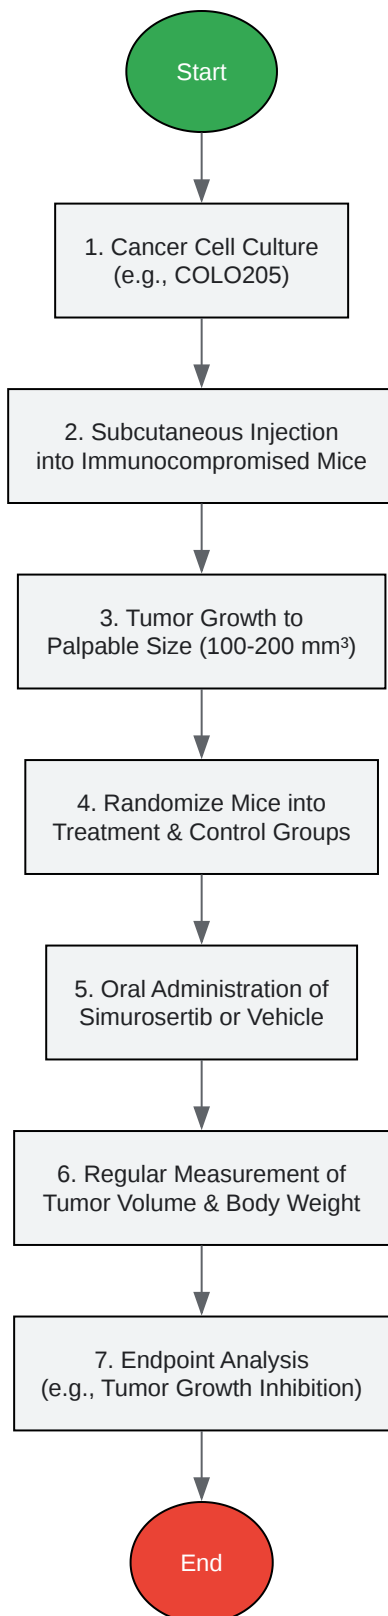 Start
1. Cancer Cell Culture
(e.g., COLO205)
2. Subcutaneous Injection
into Immunocompromised Mice
3. Tumor Growth to
Palpable Size (100-200 mm³)
4. Randomize Mice into
Treatment & Control Groups
5. Oral Administration of
Simurosertib or Vehicle
6. Regular Measurement of
Tumor Volume & Body Weight
7. Endpoint Analysis
(e.g., Tumor Growth Inhibition)
End